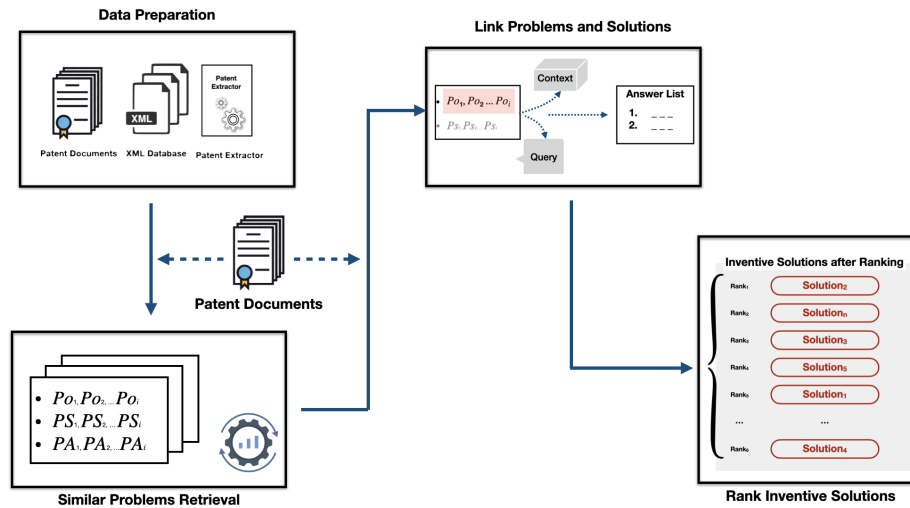 Data Preparation
Patent Extractor
XML
Patent Documents XML Database Patent Extractor
Patent Documents
• Po₁, Po₂, ... Poᵢ
• PS₁, PS₂, ... PSᵢ
• PA₁, PA₂, ... PAᵢ
Similar Problems Retrieval
Link Problems and Solutions
• Po₁, Po₂ ... Poᵢ
• Ps₁, Ps₁, .. Psᵢ
Context
Query
Answer List
1. _ _ _
2. _ _ _
Inventive Solutions after Ranking
Rank₁ Solution₂
Rank₂ Solutionₙ
Rank₃ Solution₃
Rank₄ Solution₅
Rank₅ Solution₁
... ...
Rank₆ Solution₄
Rank Inventive Solutions